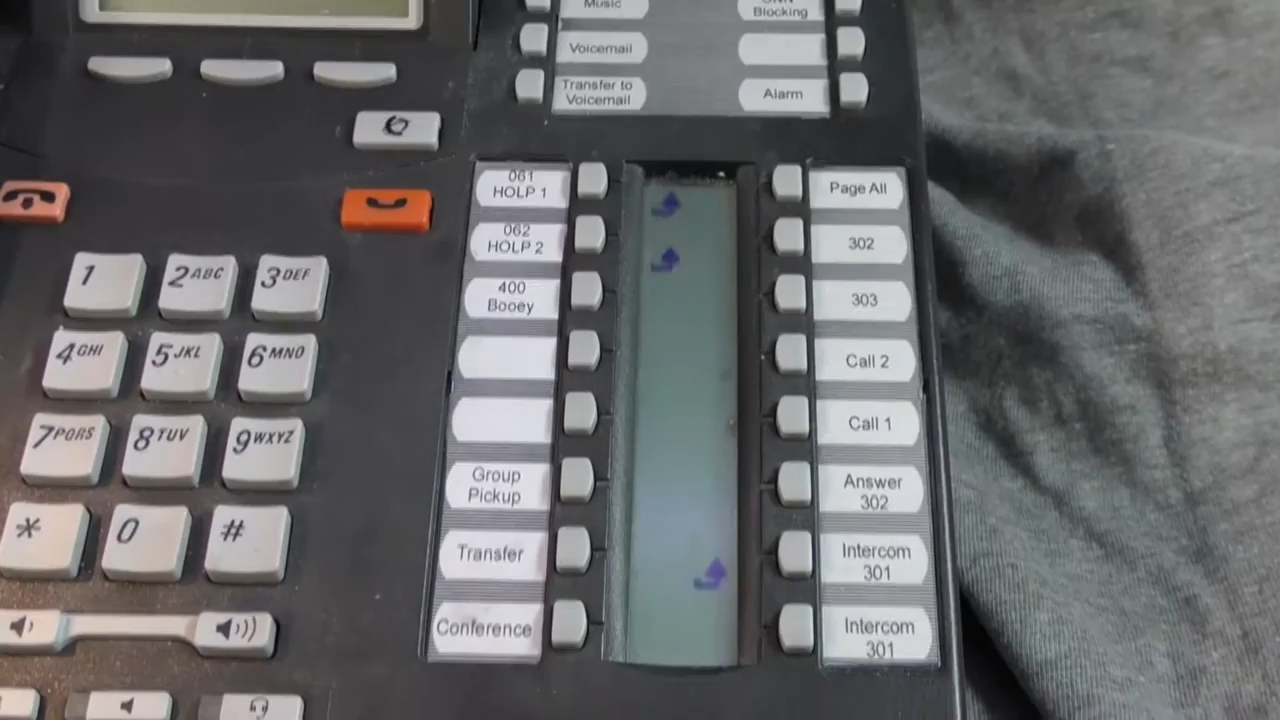 Music
Blocking
Voicemail
Transfer to
Voicemail
Alarm
061
HOLP 1
062
HOLP 2
400
Booey
Group
Pickup
Transfer
Conference
Page All
302
303
Call 2
Call 1
Answer
302
Intercom
301
Intercom
301
1
2ABC
3DEF
4GHI
5JKL
6MNO
7PQRS
8TUV
9WXYZ
*
0
#